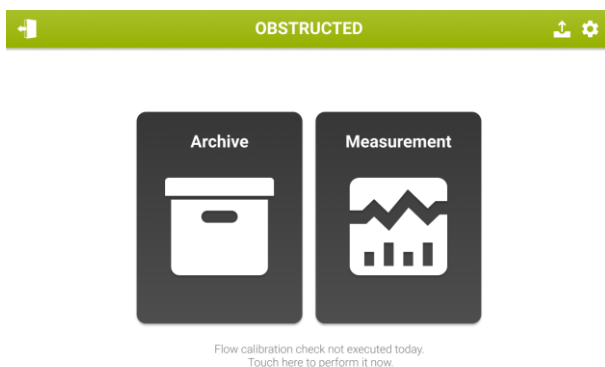 OBSTRUCTED
Archive
Measurement
Flow calibration check not executed today.
Touch here to perform it now.